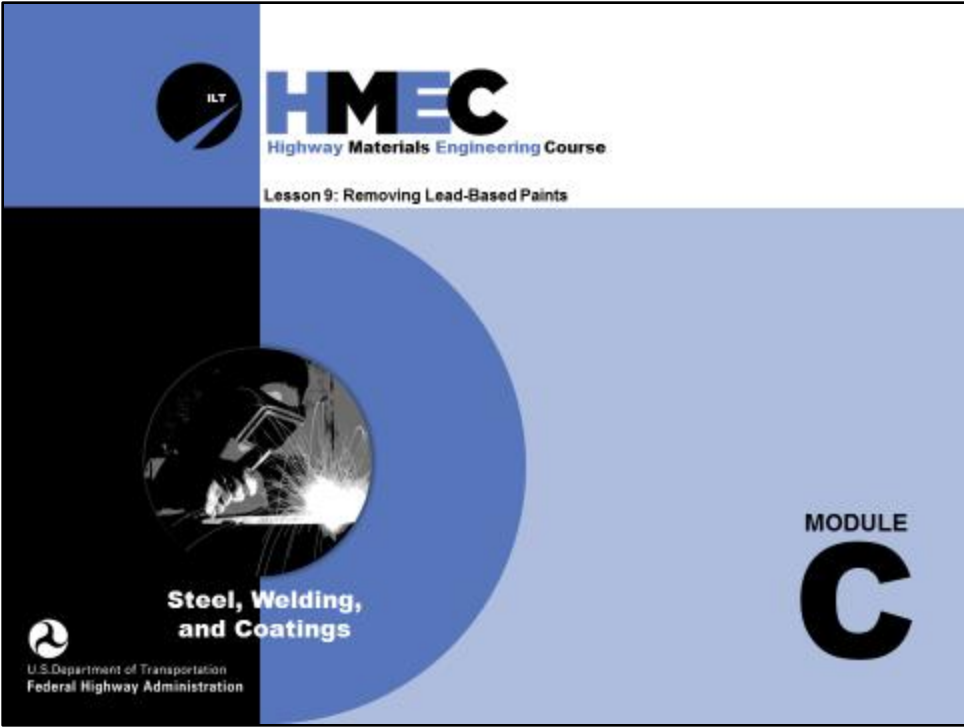 ILT
HMEC
Highway Materials Engineering Course
Lesson 9: Removing Lead-Based Paints
MODULE
C
Steel, Welding,
and Coatings
U.S.Department of Transportation
Federal Highway Administration